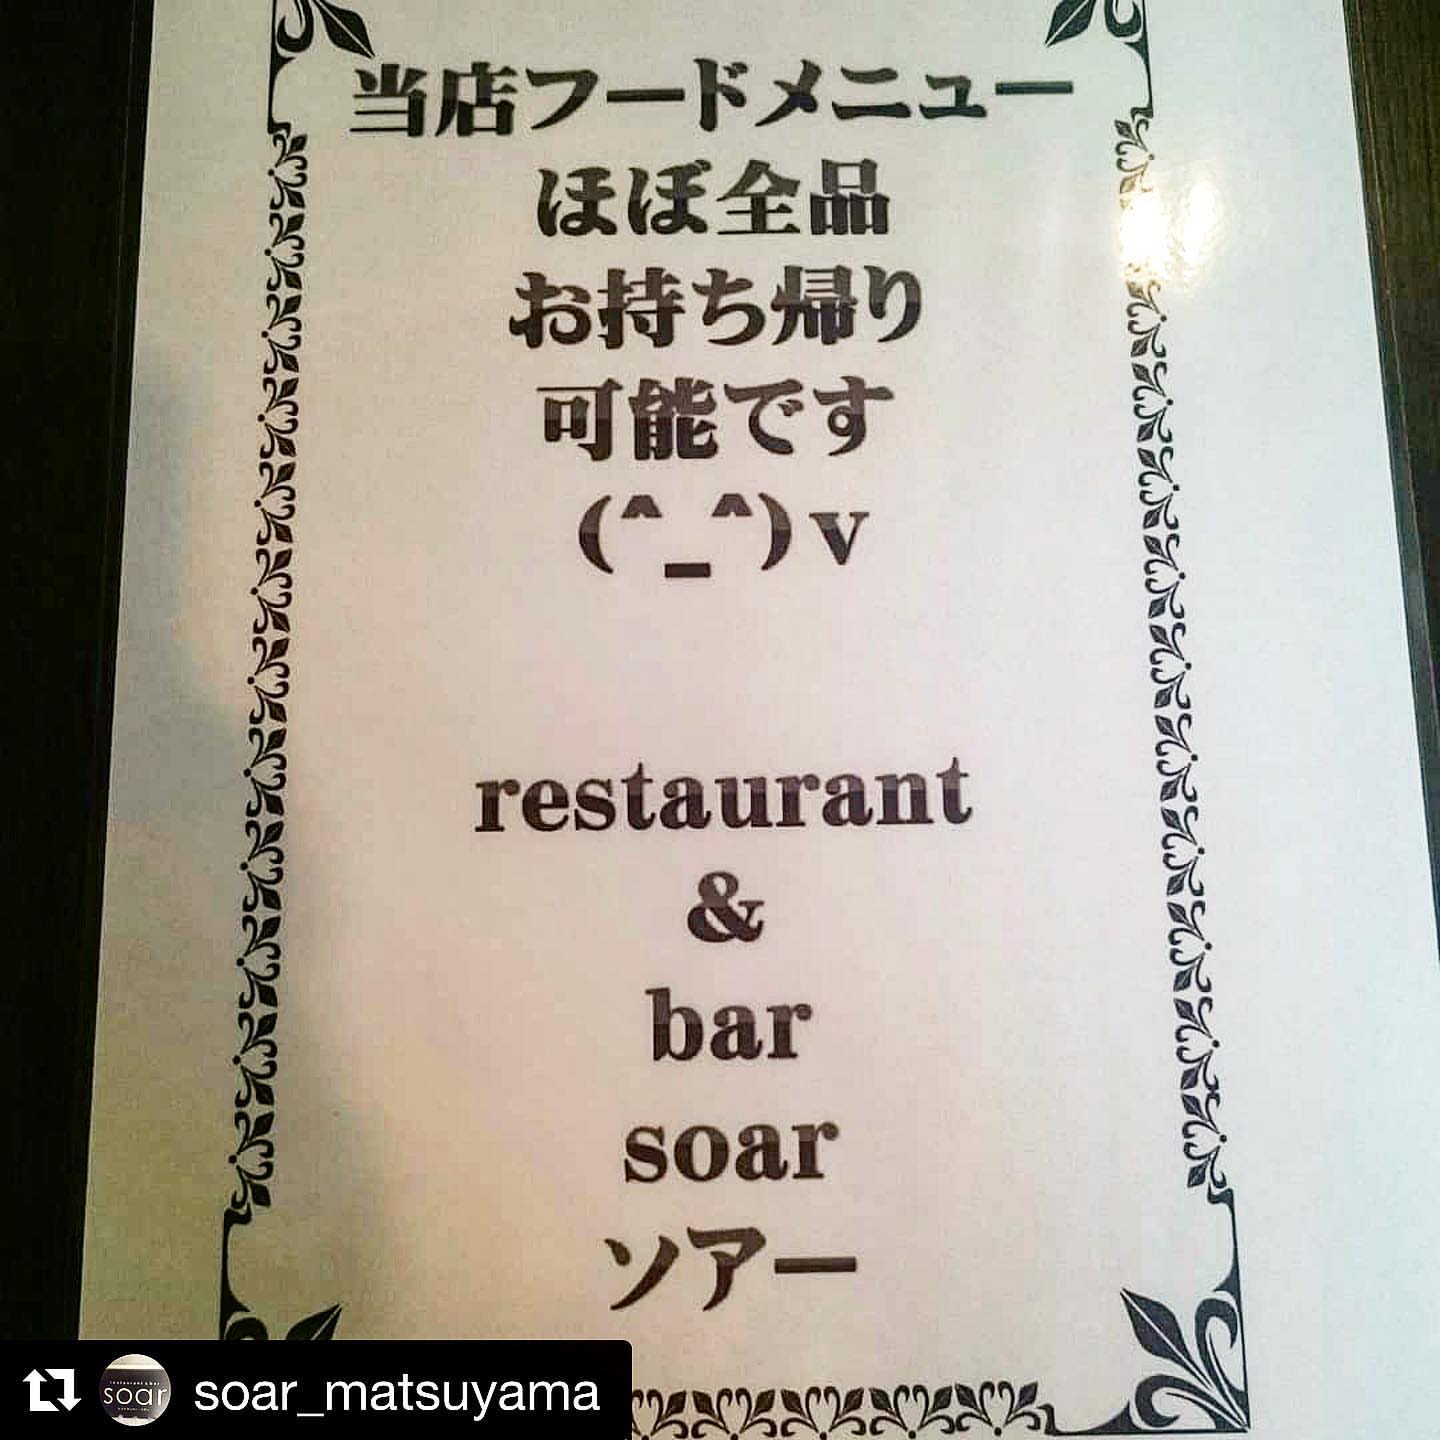 当店フードメニュー
ほぼ全品
お持ち帰り
可能です
(^_^)v
restaurant
&
bar
soar
ソアー
soar
soar_matsuyama